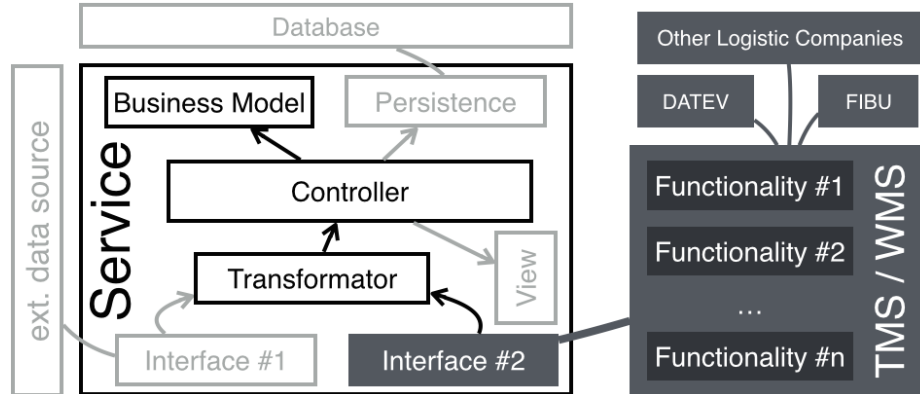 Database
Other Logistic Companies
DATEV
FIBU
ext. data source
Service
Business Model
Persistence
Controller
Transformator
View
Interface #1
Interface #2
Functionality #1
Functionality #2
...
Functionality #n
TMS / WMS